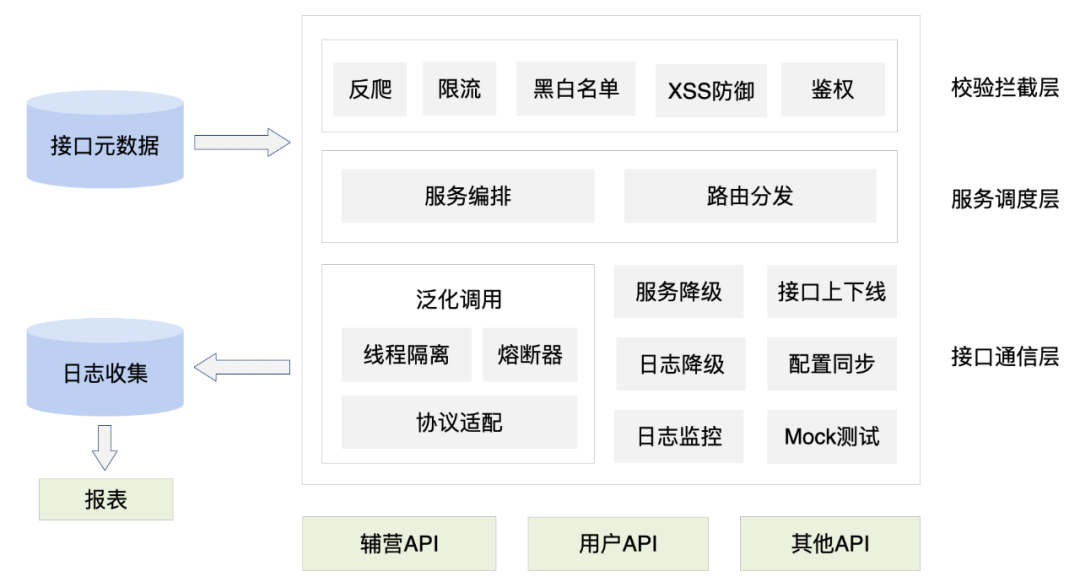 反爬
限流
黑白名单
XSS防御
鉴权
校验拦截层
接口元数据
服务编排
路由分发
服务调度层
泛化调用
线程隔离
熔断器
协议适配
服务降级
接口上下线
日志降级
配置同步
日志监控
Mock测试
接口通信层
日志收集
报表
辅营API
用户API
其他API